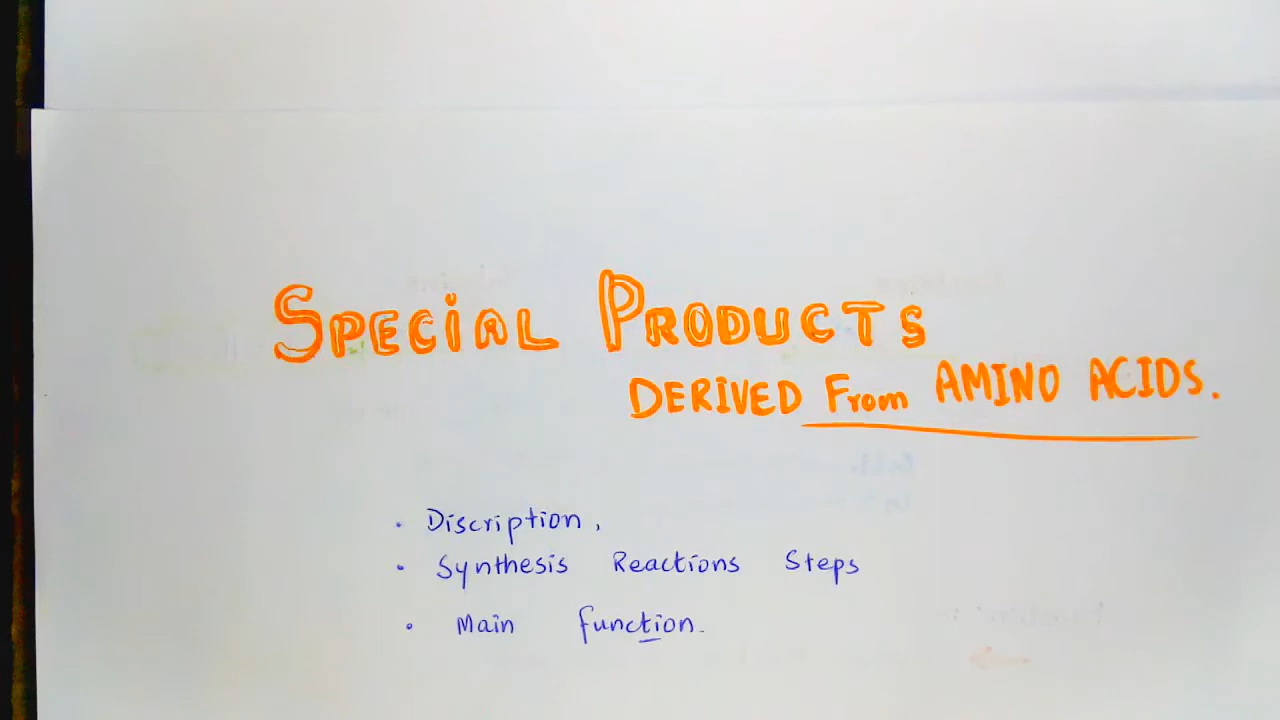 SPECiAL PRODUCTS
DERiVED From AMINO ACIDS.
• Discription,
• Synthesis Reactions Steps
• Main function.